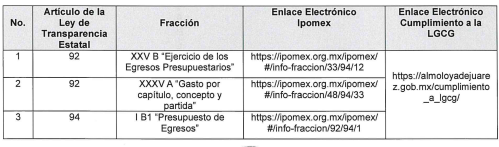 No.
Artículo de la
Ley de
Transparencia
Estatal
Fracción
Enlace Electrónico
Ipomex
Enlace Electrónico
Cumplimiento a la
LGCG
1
92
XXV B “Ejercicio de los
Egresos Presupuestarios”
https://ipomex.org.mx/ipomex/
#/info-fraccion/33/94/12
https://almoloyadejuare
z.gob.mx/cumplimiento
_a_lgcg/
2
92
XXXV A “Gasto por
capítulo, concepto y
partida”
https://ipomex.org.mx/ipomex/
#/info-fraccion/48/94/33
3
94
I B1 “Presupuesto de
Egresos”
https://ipomex.org.mx/ipomex/
#/info-fraccion/92/94/1